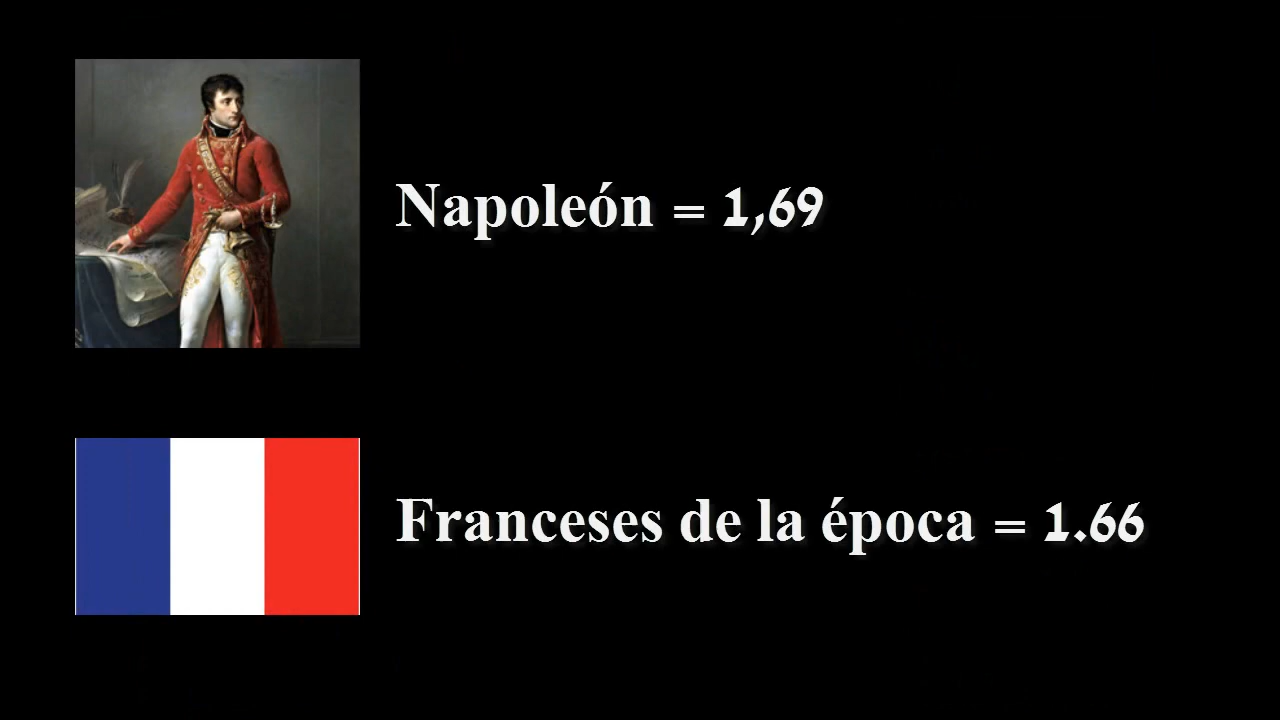 Napoleón = 1,69
Franceses de la época = 1.66